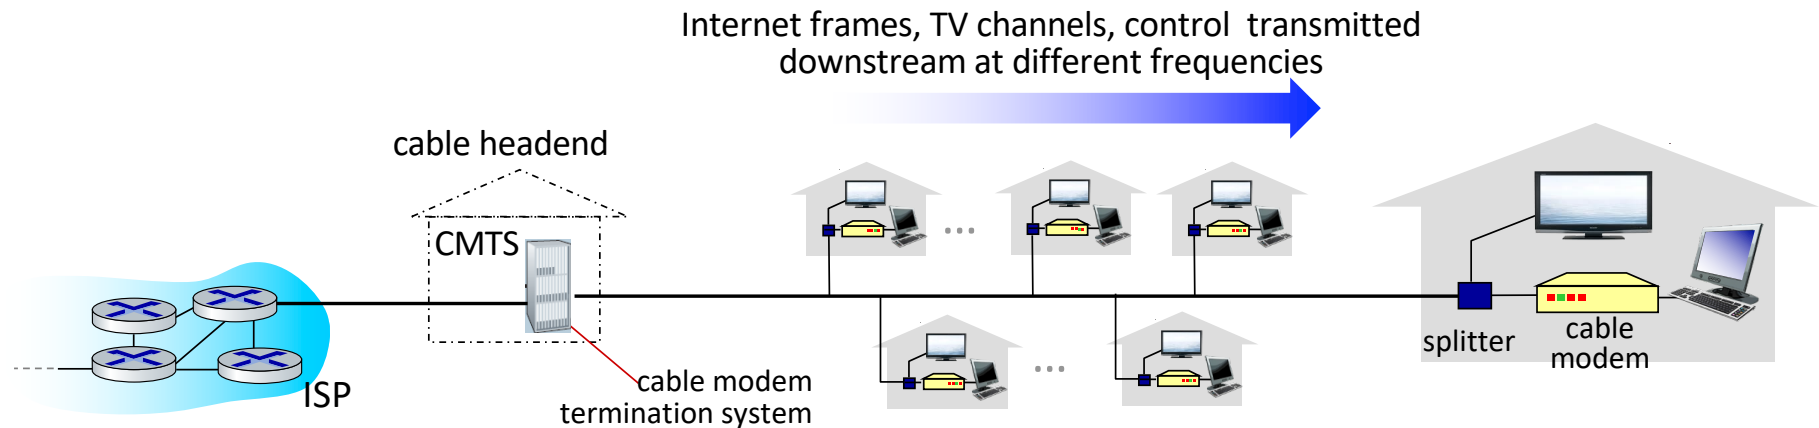 Internet frames, TV channels, control transmitted
downstream at different frequencies
cable headend
CMTS
ISP
cable modem
termination system
splitter
cable
modem